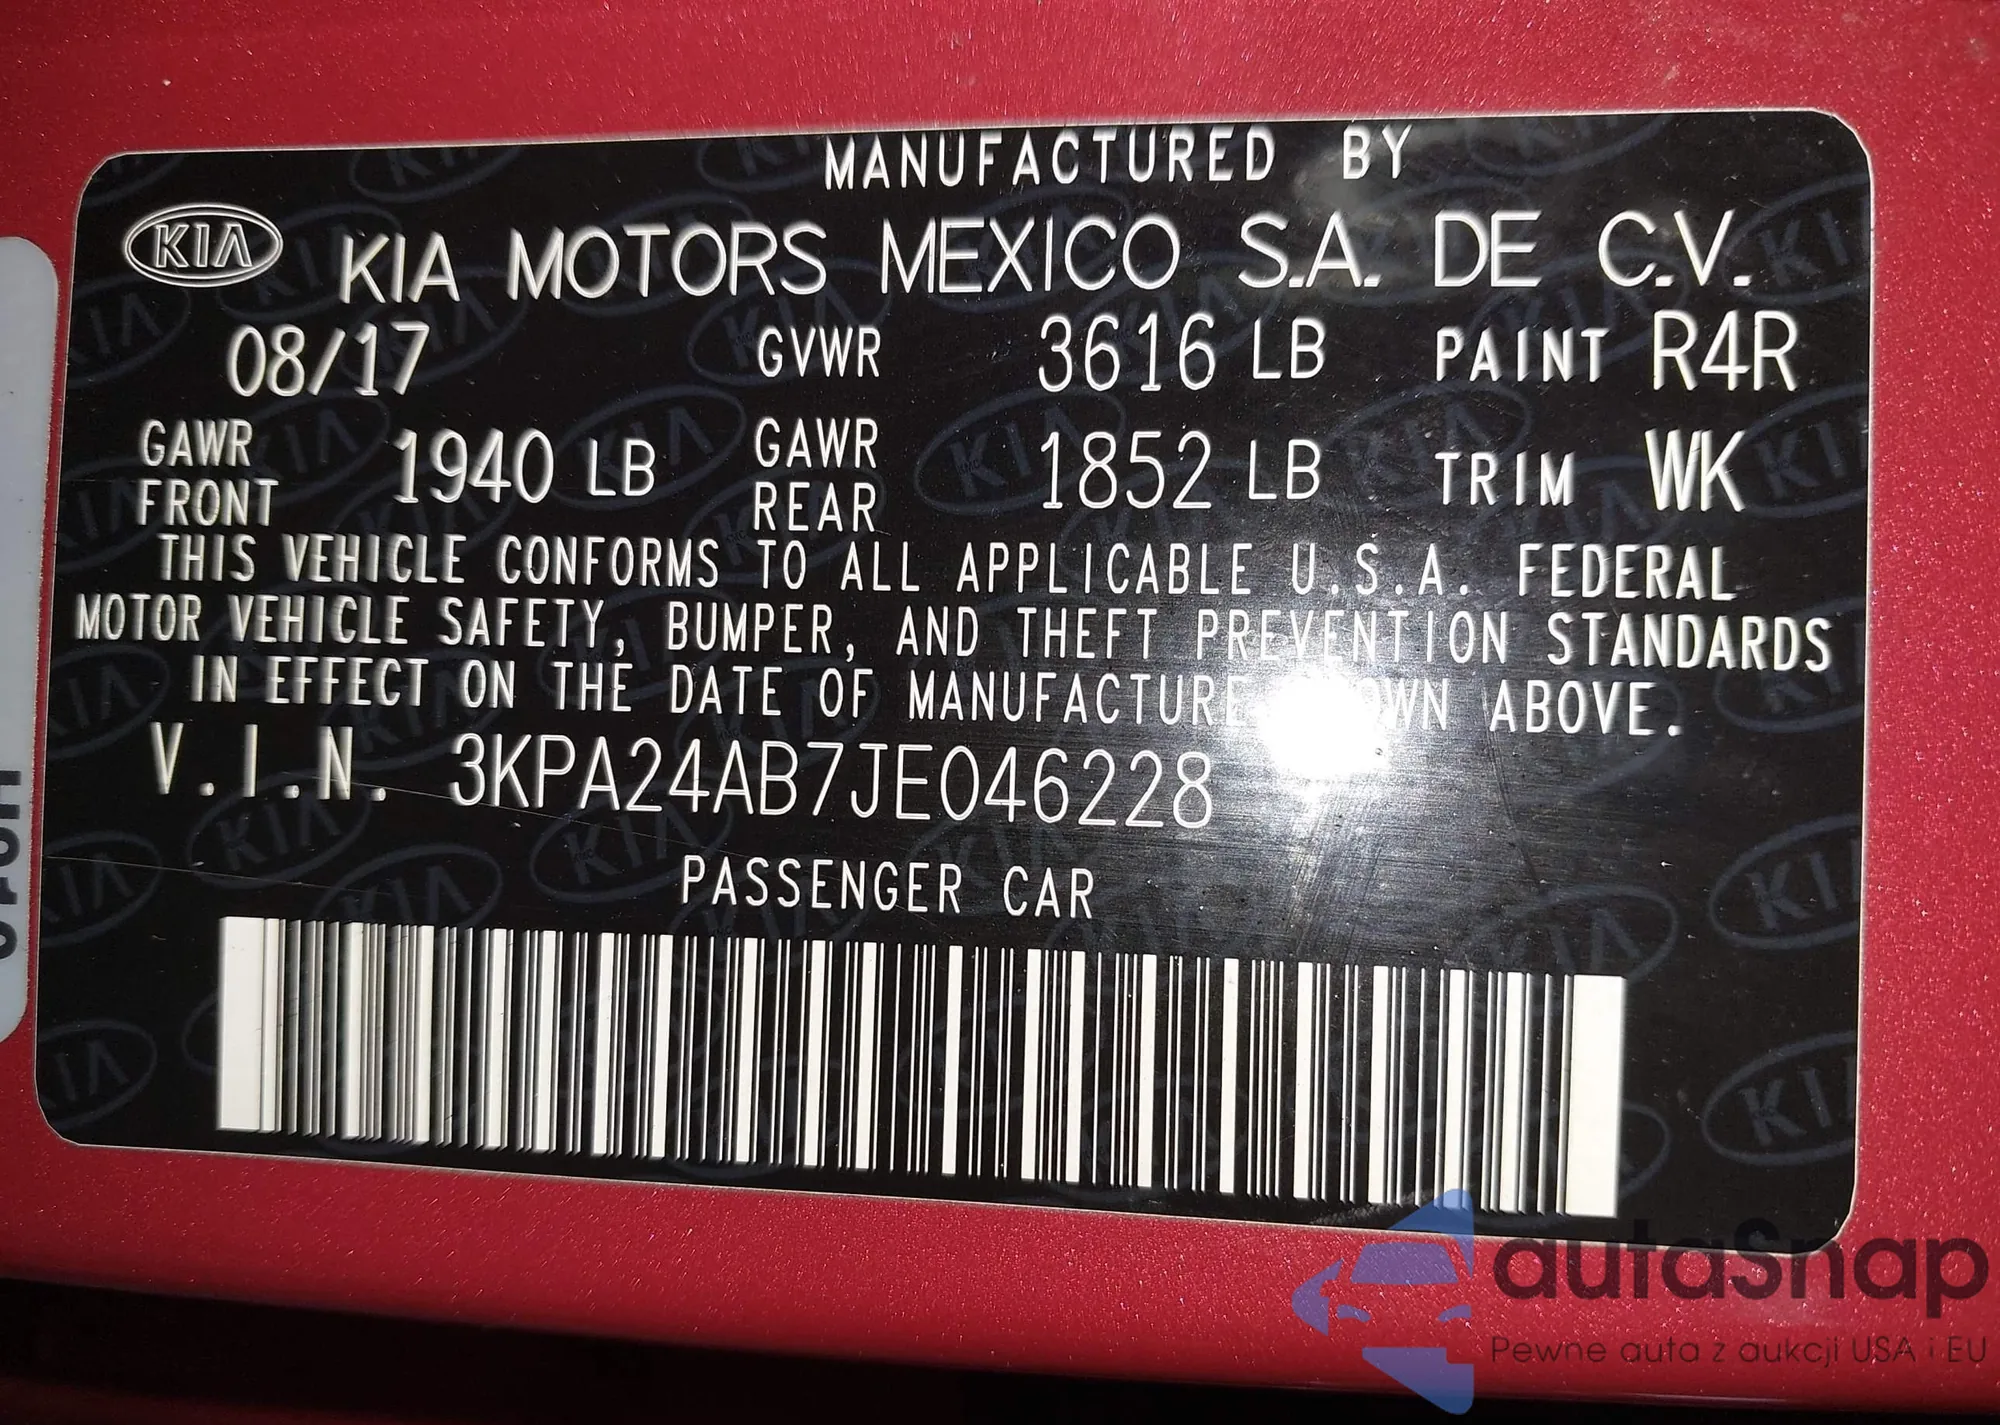 MANUFACTURED BY
KIA KIA MOTORS MEXICO S.A. DE C.V.
08/17 GVWR 3616 LB PAINT R4R
GAWR FRONT 1940 LB GAWR REAR 1852 LB TRIM WK
THIS VEHICLE CONFORMS TO ALL APPLICABLE U.S.A. FEDERAL
MOTOR VEHICLE SAFETY, BUMPER, AND THEFT PREVENTION STANDARDS
IN EFFECT ON THE DATE OF MANUFACTURE ABOVE.
V.I.N. 3KPA24AB7JE046228
PASSENGER CAR
autaSnap
Pewne auta z aukcji USA i EU